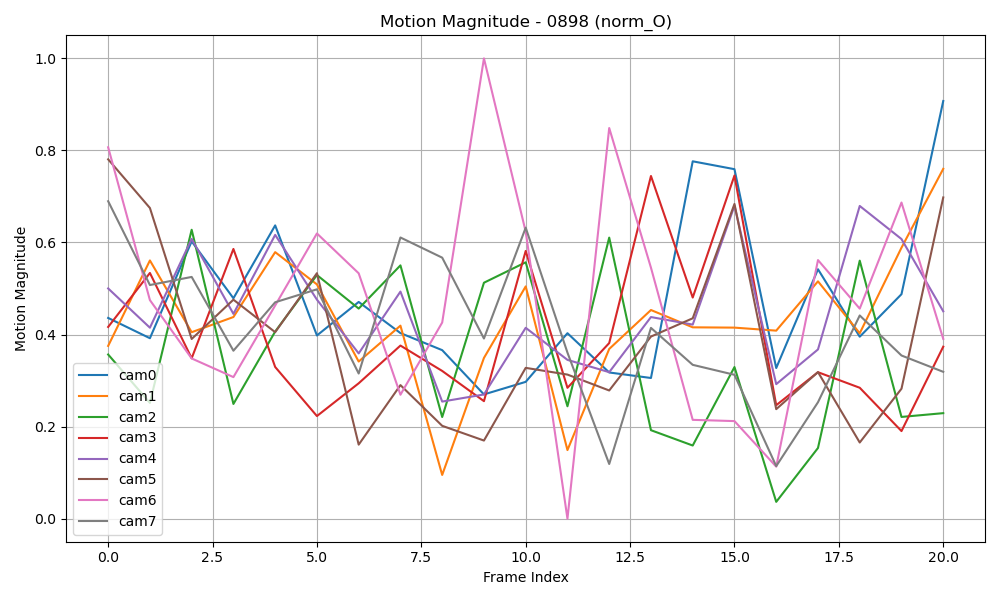 Motion Magnitude - 0898 (norm_O)
Motion Magnitude
1.0
0.8
0.6
0.4
0.2
0.0
cam0
cam1
cam2
cam3
cam4
cam5
cam6
cam7
0.0 2.5 5.0 7.5 10.0 12.5 15.0 17.5 20.0
Frame Index